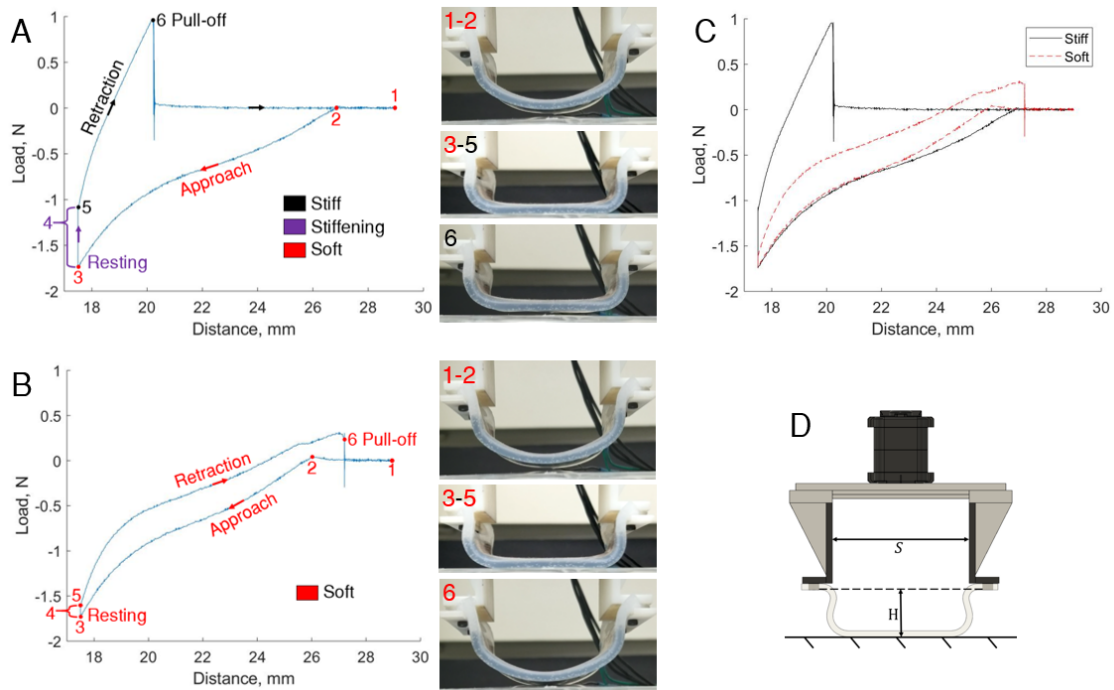 A
Load, N
1
0.5
0
-0.5
-1
-1.5
-2
6 Pull-off
Retraction
1
2
Approach
5
4
Resting
3
Stiff
Stiffening
Soft
18 20 22 24 26 28 30
Distance, mm
1-2
3-5
6
C
Load, N
1
0.5
0
-0.5
-1
-1.5
-2
Stiff
Soft
18 20 22 24 26 28 30
Distance, mm
B
Load, N
1
0.5
0
-0.5
-1
-1.5
-2
6 Pull-off
2
1
Retraction
Approach
5
4
Resting
3
Soft
18 20 22 24 26 28 30
Distance, mm
1-2
3-5
6
D
S
H